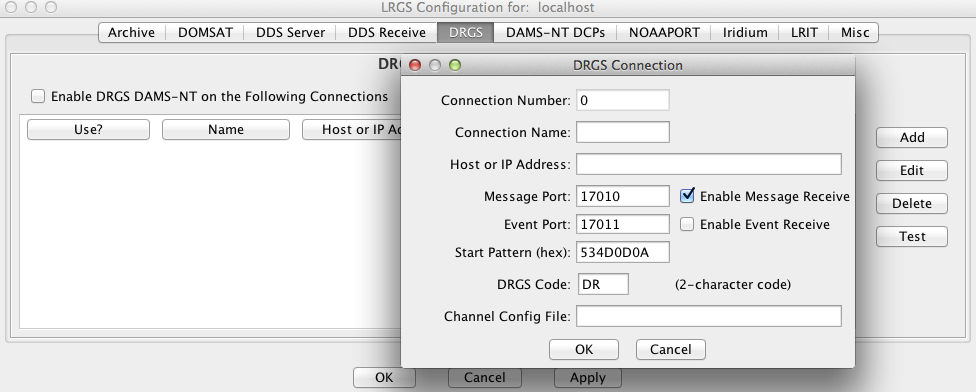 LRGS Configuration for: localhost
Archive DOMSAT DDS Server DDS Receive DRGS DAMS-NT DCPs NOAAPORT Iridium LRIT Misc
DR
Enable DRGS DAMS-NT on the Following Connections
Use? Name Host or IP Ad
Add
Edit
Delete
Test
DRGS Connection
Connection Number: 0
Connection Name:
Host or IP Address:
Message Port: 17010 Enable Message Receive
Event Port: 17011 Enable Event Receive
Start Pattern (hex): 534D0D0A
DRGS Code: DR (2-character code)
Channel Config File:
OK Cancel
OK Cancel Apply